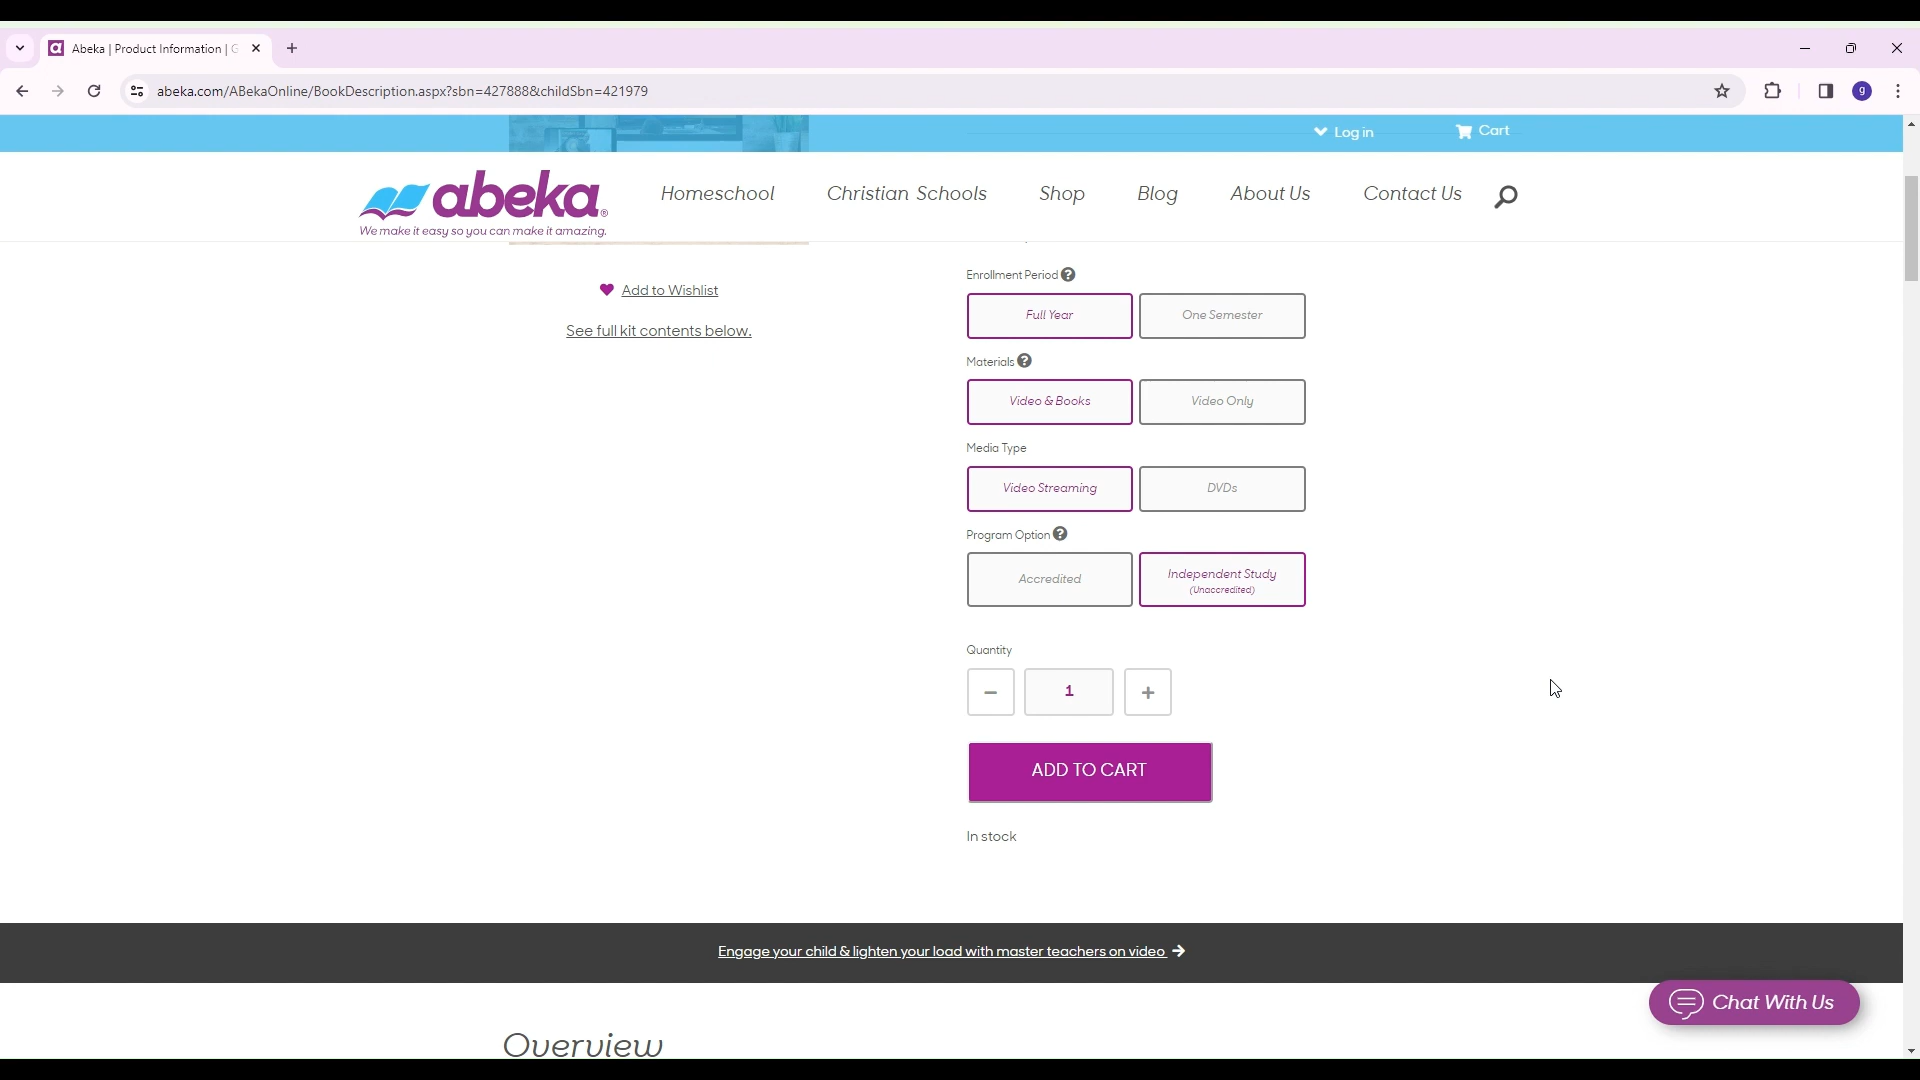 Abeka | Product Information |
abeka.com/ABekaOnline/BookDescription.aspx?sbn=427888&childSbn=421979
g
Log in
Cart
abeka®
We make it easy so you can make it amazing.
Homeschool
Christian Schools
Shop
Blog
About Us
Contact Us
Add to Wishlist
See full kit contents below.
Enrollment Period ?
Full Year
One Semester
Materials ?
Video & Books
Video Only
Media Type
Video Streaming
DVDs
Program Option ?
Accredited
Independent Study
(Unaccredited)
Quantity
− 1 +
ADD TO CART
In stock
Engage your child & lighten your load with master teachers on video →
Chat With Us
Overview